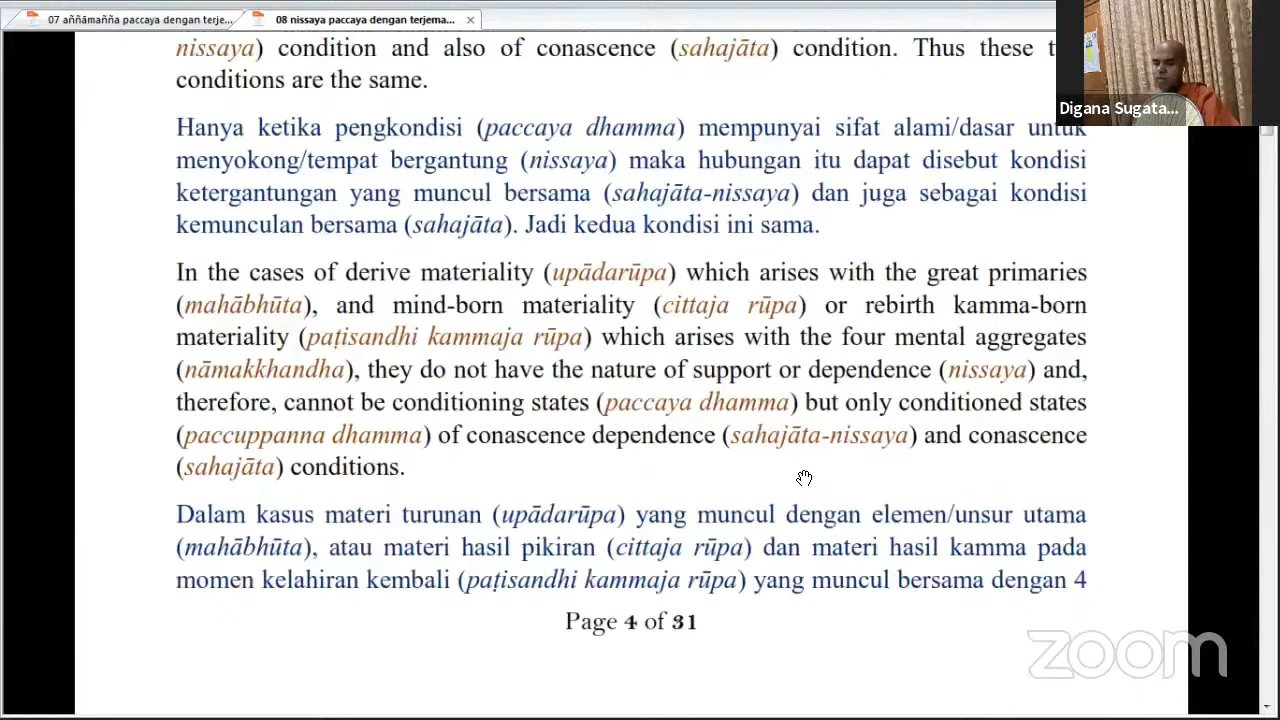 07 aññámañña paccaya dengan terje...
08 nissaya paccaya dengan terjema...
nissaya) condition and also of conascence (sahajāta) condition. Thus these
conditions are the same.
Hanya ketika pengkondisi (paccaya dhamma) mempunyai sifat alami/dasar untuk
menyokong/tempat bergantung (nissaya) maka hubungan itu dapat disebut kondisi
ketergantungan yang muncul bersama (sahajāta-nissaya) dan juga sebagai kondisi
kemunculan bersama (sahajāta). Jadi kedua kondisi ini sama.
In the cases of derive materiality (upādarūpa) which arises with the great primaries
(mahābhūta), and mind-born materiality (cittaja rūpa) or rebirth kamma-born
materiality (paṭisandhi kammaja rūpa) which arises with the four mental aggregates
(nāmakkhandha), they do not have the nature of support or dependence (nissaya) and,
therefore, cannot be conditioning states (paccaya dhamma) but only conditioned states
(paccuppanna dhamma) of conascence dependence (sahajāta-nissaya) and conascence
(sahajāta) conditions.
Dalam kasus materi turunan (upādarūpa) yang muncul dengan elemen/unsur utama
(mahābhūta), atau materi hasil pikiran (cittaja rūpa) dan materi hasil kamma pada
momen kelahiran kembali (paṭisandhi kammaja rūpa) yang muncul bersama dengan 4
Page 4 of 31
Digana Sugata...
zoom